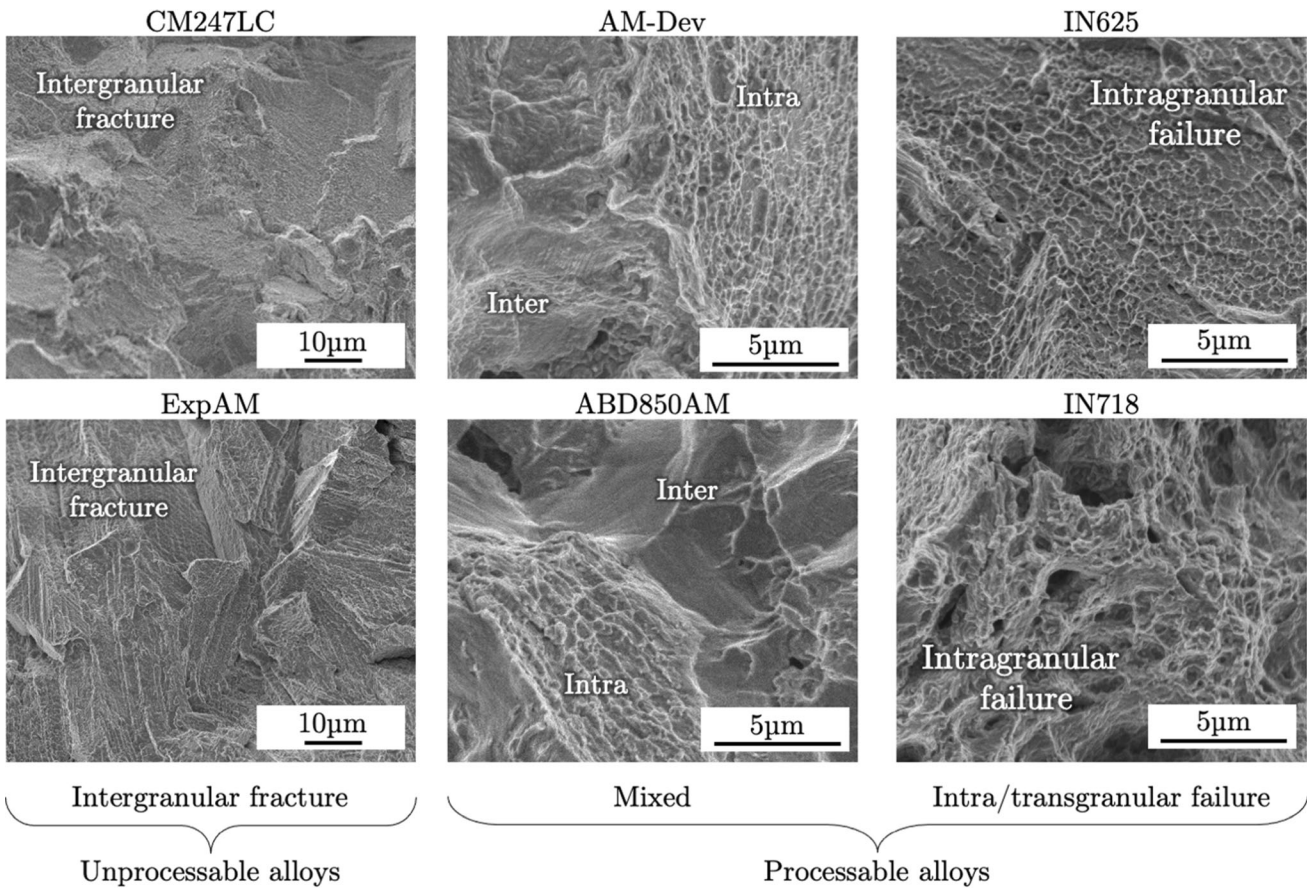 CM247LC
AM-Dev
IN625
Intergranular
fracture
10µm
Intra
Inter
5µm
Intragranular
failure
5µm
ExpAM
ABD850AM
IN718
Intergranular
fracture
10µm
Inter
Intra
5µm
Intragranular
failure
5µm
Intergranular fracture
Mixed
Intra/transgranular failure
Unprocessable alloys
Processable alloys